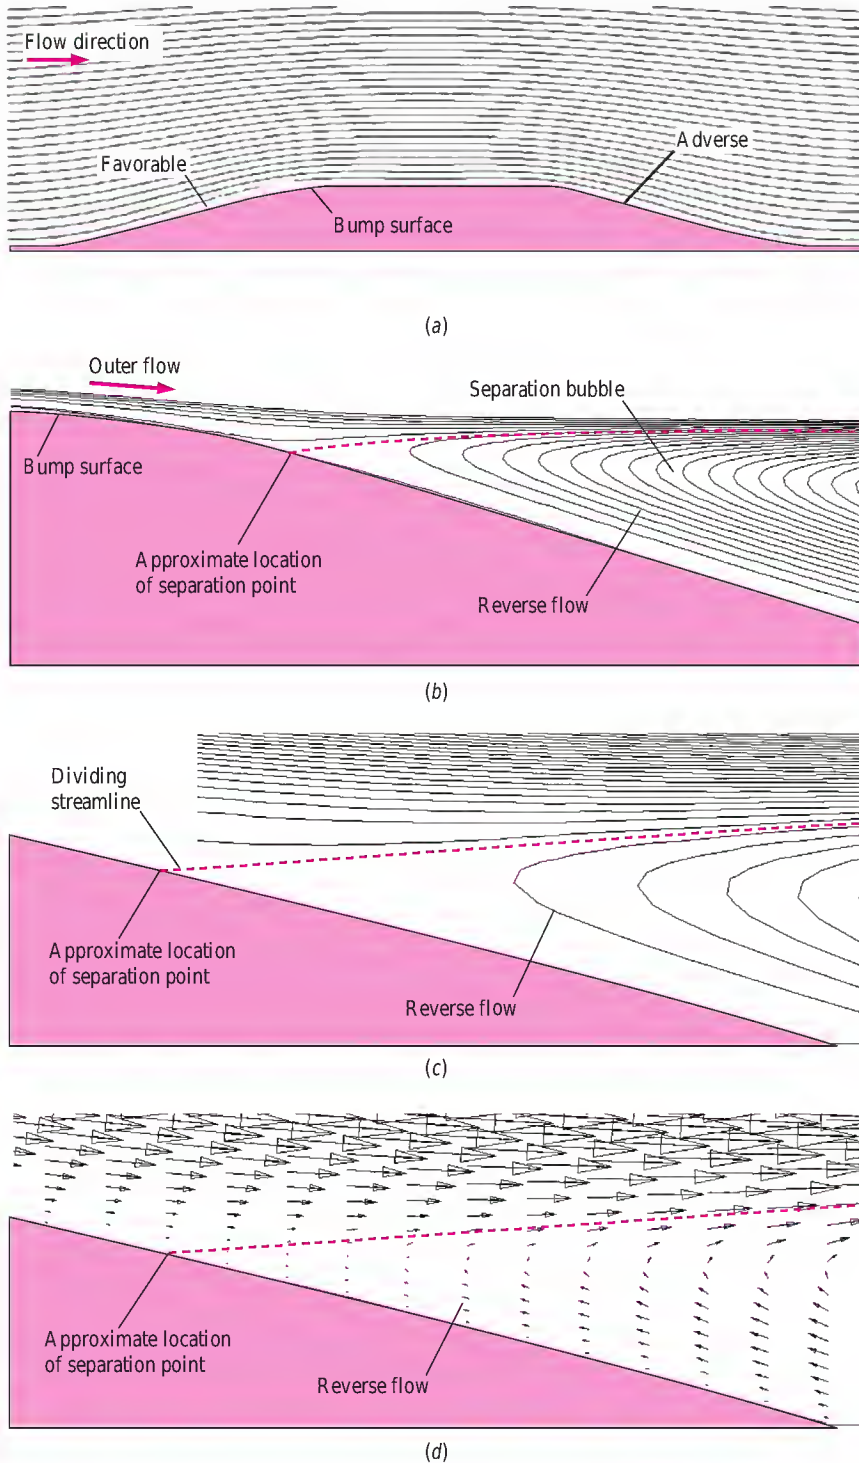 Flow direction
Adverse
Favorable
Bump surface
(a)
Outer flow
Separation bubble
Bump surface
Approximate location
of separation point
Reverse flow
(b)
Dividing
streamline
Approximate location
of separation point
Reverse flow
(c)
Approximate location
of separation point
Reverse flow
(d)